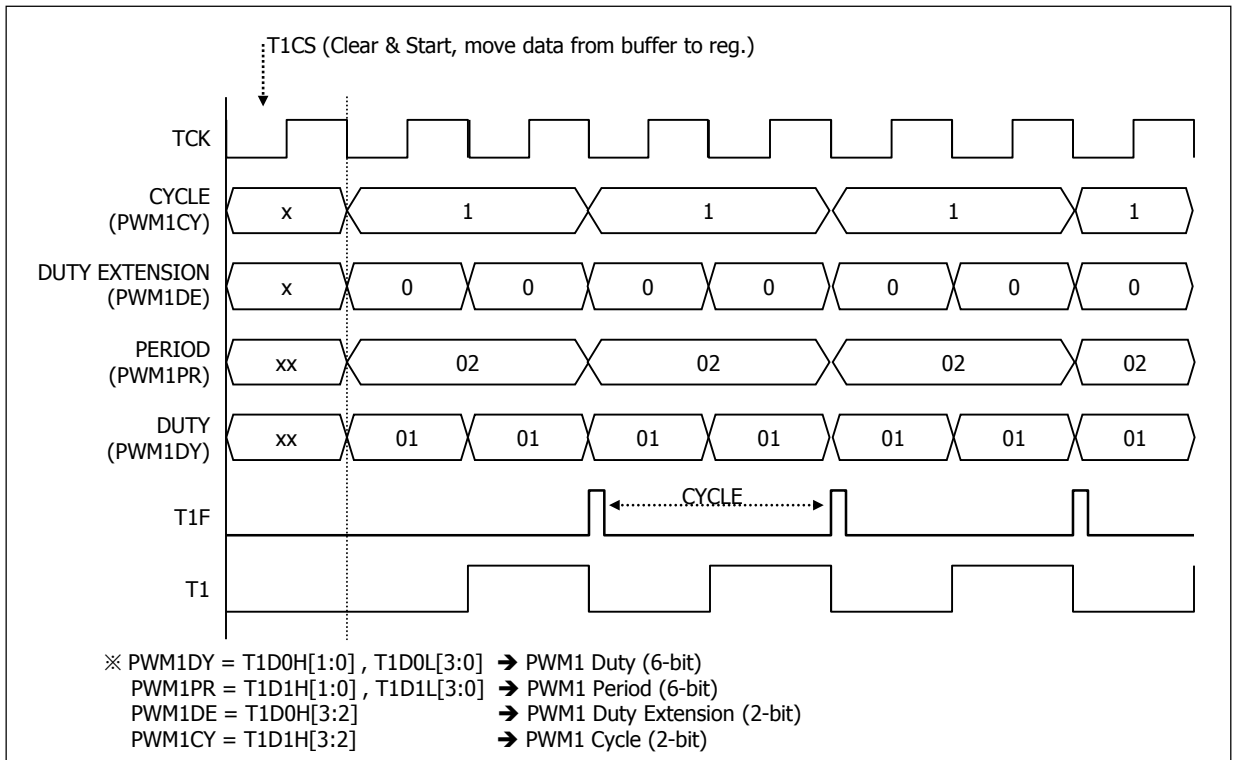 T1CS (Clear & Start, move data from buffer to reg.)
TCK
CYCLE
(PWM1CY)
x 1 1 1 1
DUTY EXTENSION
(PWM1DE)
x 0 0 0 0 0 0 0
PERIOD
(PWM1PR)
xx 02 02 02 02
DUTY
(PWM1DY)
xx 01 01 01 01 01 01 01
T1F
CYCLE
T1
※ PWM1DY = T1D0H[1:0] , T1D0L[3:0] ➔ PWM1 Duty (6-bit)
PWM1PR = T1D1H[1:0] , T1D1L[3:0] ➔ PWM1 Period (6-bit)
PWM1DE = T1D0H[3:2] ➔ PWM1 Duty Extension (2-bit)
PWM1CY = T1D1H[3:2] ➔ PWM1 Cycle (2-bit)